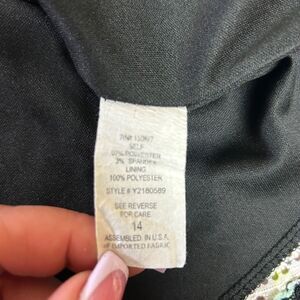 SELF
97% POLYESTER
3% SPANDEX
LINING
100% POLYESTER
STYLE # Y2180589
SEE REVERSE
FOR CARE
14
ASSEMBLED IN U.S.A.
OF IMPORTED FABRIC